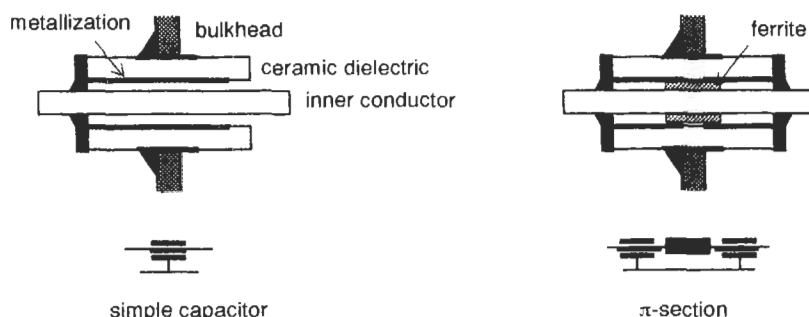 metallization
bulkhead
ceramic dielectric
inner conductor
simple capacitor
ferrite
π-section